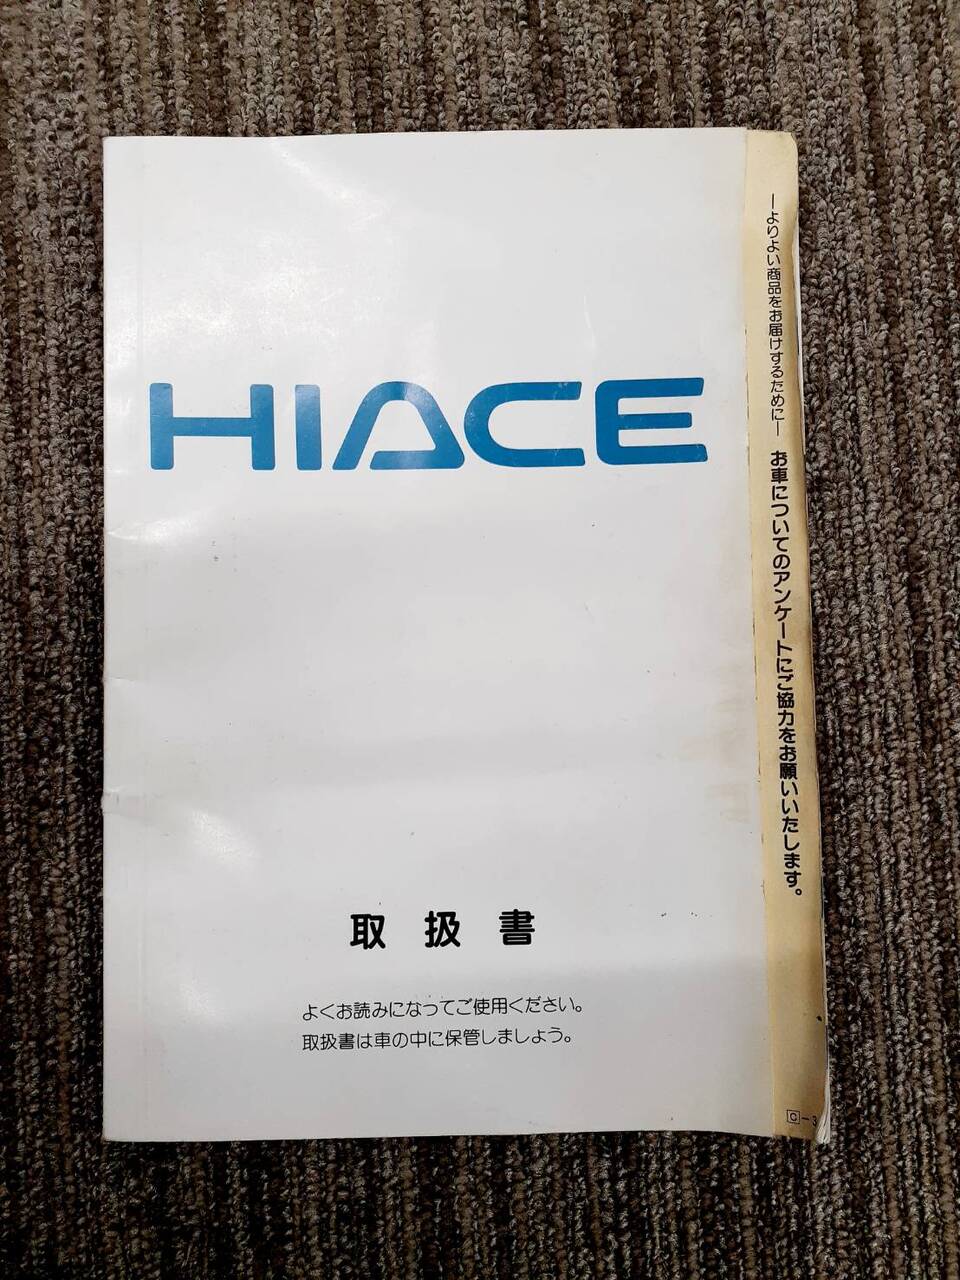 HIACE
取扱書
よくお読みになってご使用ください。
取扱書は車の中に保管しましょう。
―よりよい商品をお届けするために― お車についてのアンケートにご協力をお願いいたします。
C-3